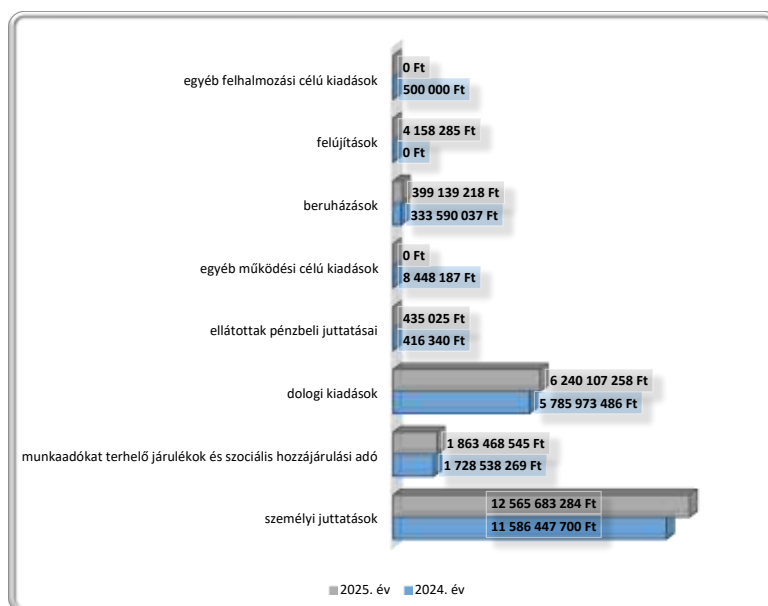 0 Ft
egyéb felhalmozási célú kiadások
500 000 Ft
4 158 285 Ft
felújítások
0 Ft
399 139 218 Ft
beruházások
333 590 037 Ft
0 Ft
egyéb működési célú kiadások
8 448 187 Ft
435 025 Ft
ellátottak pénzbeli juttatásai
416 340 Ft
6 240 107 258 Ft
dologi kiadások
5 785 973 486 Ft
1 863 468 545 Ft
munkaadókat terhelő járulékok és szociális hozzájárulási adó
1 728 538 269 Ft
12 565 683 284 Ft
személyi juttatások
11 586 447 700 Ft
2025. év 2024. év